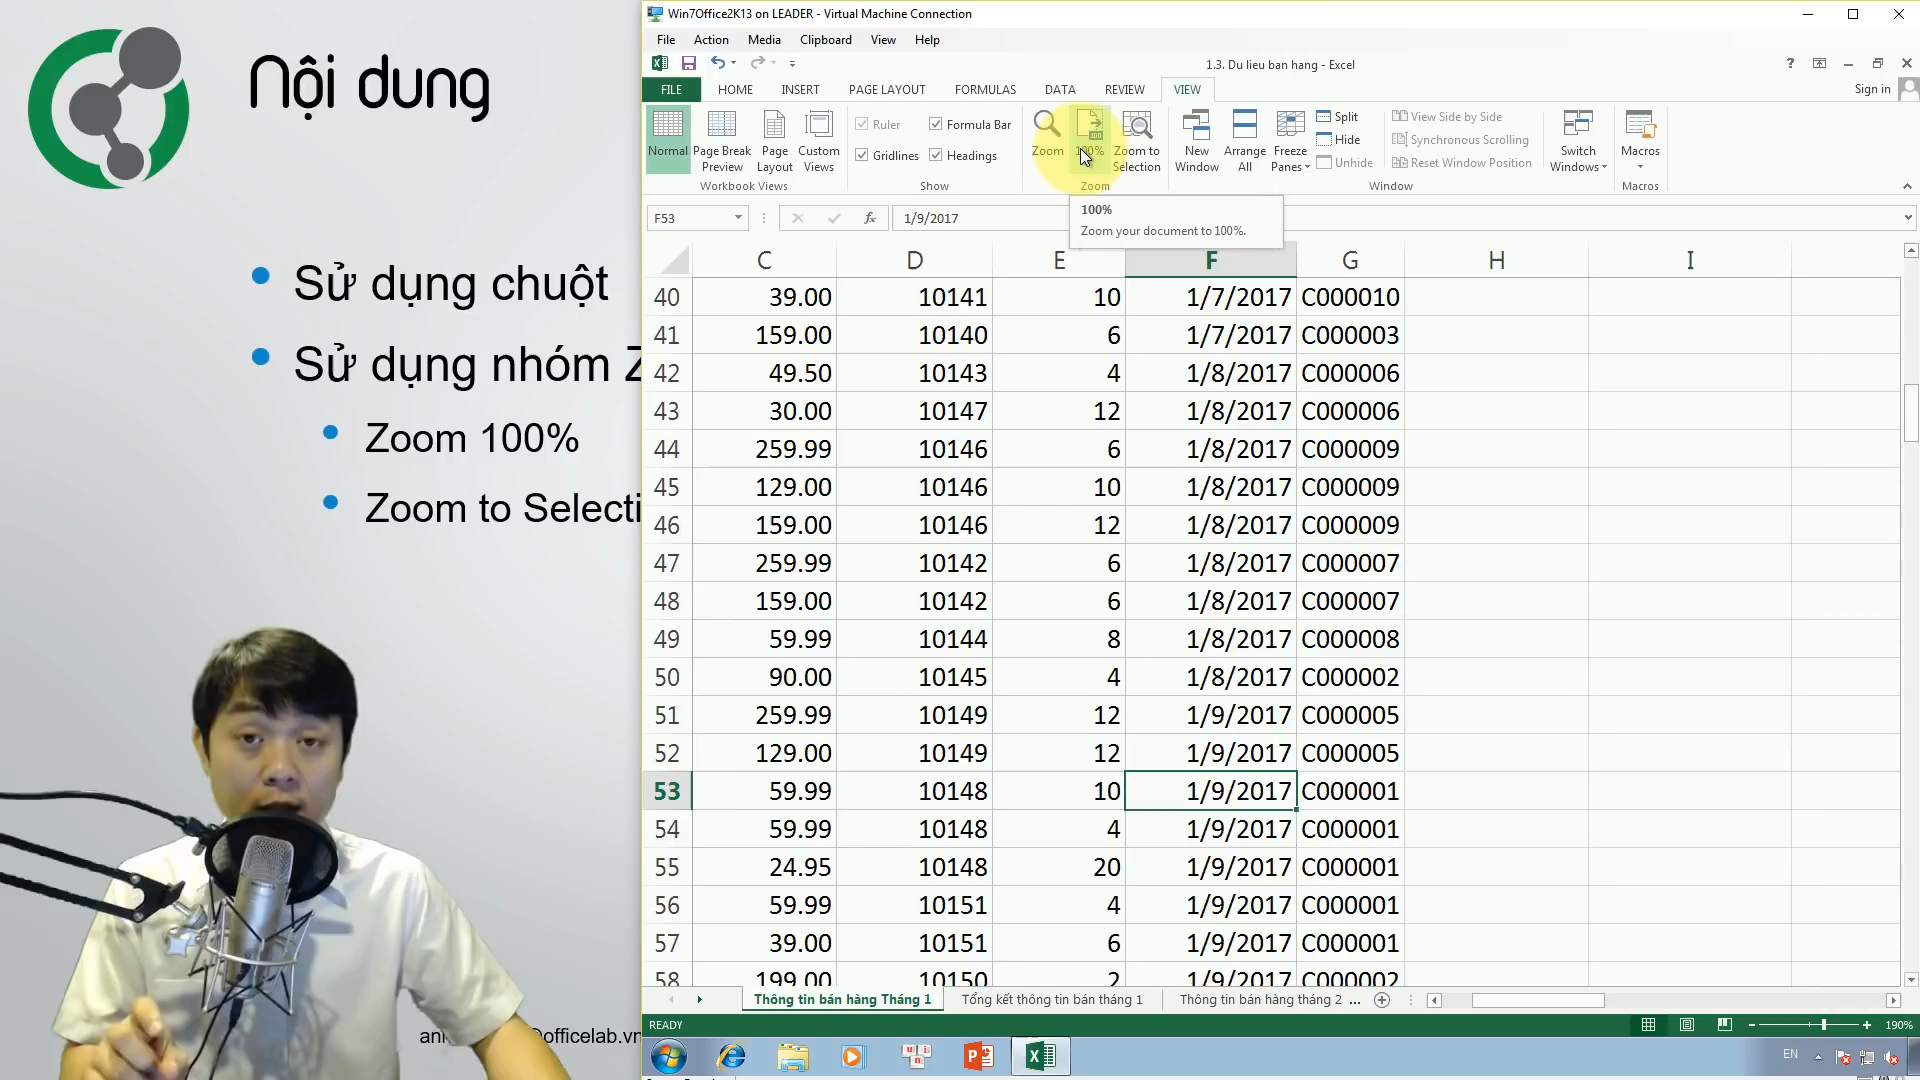 Nội dung
Sử dụng chuột
Sử dụng nhóm Z
Zoom 100%
Zoom to Selecti
@officelab.vn
Win7Office2K13 on LEADER - Virtual Machine Connection
File Action Media Clipboard View Help
1.3. Du lieu ban hang - Excel
FILE HOME INSERT PAGE LAYOUT FORMULAS DATA REVIEW VIEW Sign in
Normal
Page Break Preview
Page Layout
Custom Views
Workbook Views
Ruler
Formula Bar
Gridlines
Headings
Show
Zoom
100%
Zoom to Selection
Zoom
New Window
Arrange All
Freeze Panes
Split
Hide
Unhide
View Side by Side
Synchronous Scrolling
Reset Window Position
Window
Switch Windows
Macros
Macros
F53 fx 1/9/2017
100%
Zoom your document to 100%.
C D E F G H I
40 39.00 10141 10 1/7/2017 C000010
41 159.00 10140 6 1/7/2017 C000003
42 49.50 10143 4 1/8/2017 C000006
43 30.00 10147 12 1/8/2017 C000006
44 259.99 10146 6 1/8/2017 C000009
45 129.00 10146 10 1/8/2017 C000009
46 159.00 10146 12 1/8/2017 C000009
47 259.99 10142 6 1/8/2017 C000007
48 159.00 10142 6 1/8/2017 C000007
49 59.99 10144 8 1/8/2017 C000008
50 90.00 10145 4 1/8/2017 C000002
51 259.99 10149 12 1/9/2017 C000005
52 129.00 10149 12 1/9/2017 C000005
53 59.99 10148 10 1/9/2017 C000001
54 59.99 10148 4 1/9/2017 C000001
55 24.95 10148 20 1/9/2017 C000001
56 59.99 10151 4 1/9/2017 C000001
57 39.00 10151 6 1/9/2017 C000001
58 199.00 10150 2 1/9/2017 C000002
Thông tin bán hàng Tháng 1 Tổng kết thông tin bán tháng 1 Thông tin bán hàng tháng 2 ...
READY 190%
EN